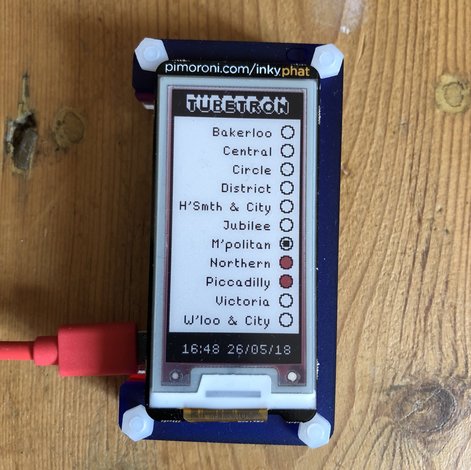 pimoroni.com/inkyphat
TUBETRON
Bakerloo
Central
Circle
District
H'Smth & City
Jubilee
M'politan
Northern
Piccadilly
Victoria
W'loo & City
16:48 26/05/18